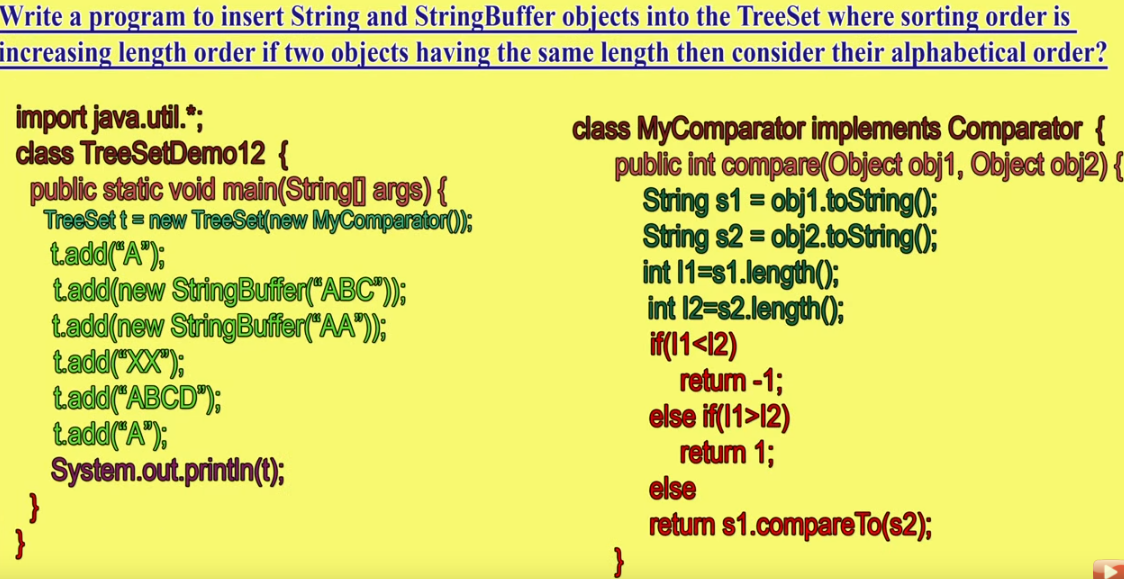 Write a program to insert String and StringBuffer objects into the TreeSet where sorting order is
increasing length order if two objects having the same length then consider their alphabetical order?
import java.util.*;
class TreeSetDemo12 {
public static void main(String[] args) {
TreeSet t = new TreeSet(new MyComparator());
t.add(“A”);
t.add(new StringBuffer(“ABC”));
t.add(new StringBuffer(“AA”));
t.add(“XX”);
t.add(“ABCD”);
t.add(“A”);
System.out.println(t);
}
}
class MyComparator implements Comparator {
public int compare(Object obj1, Object obj2) {
String s1 = obj1.toString();
String s2 = obj2.toString();
int l1=s1.length();
int l2=s2.length();
if(l1<l2)
return -1;
else if(l1>l2)
return 1;
else
return s1.compareTo(s2);
}